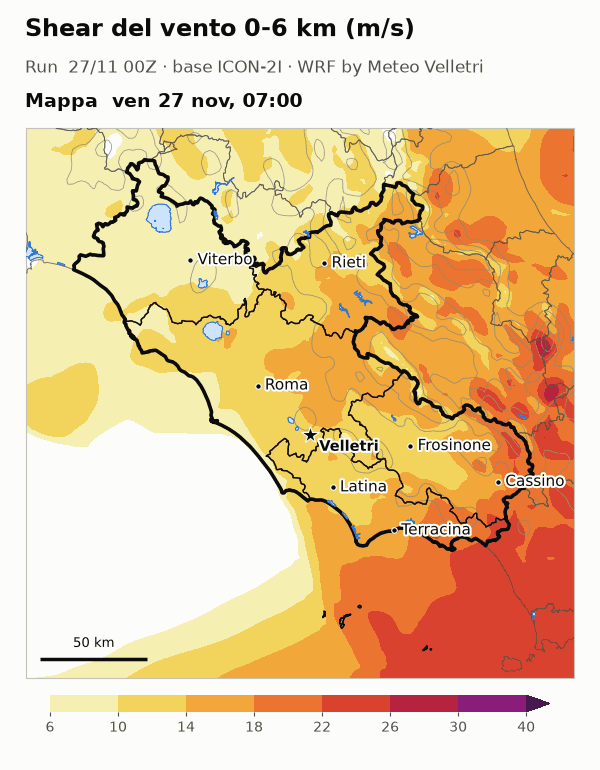 Shear del vento 0-6 km (m/s)
Run  27/11 00Z · base ICON-2I · WRF by Meteo Velletri
Mappa  ven 27 nov, 07:00
Viterbo
Rieti
Roma
Velletri
Frosinone
Latina
Cassino
Terracina
50 km
6 10 14 18 22 26 30 40